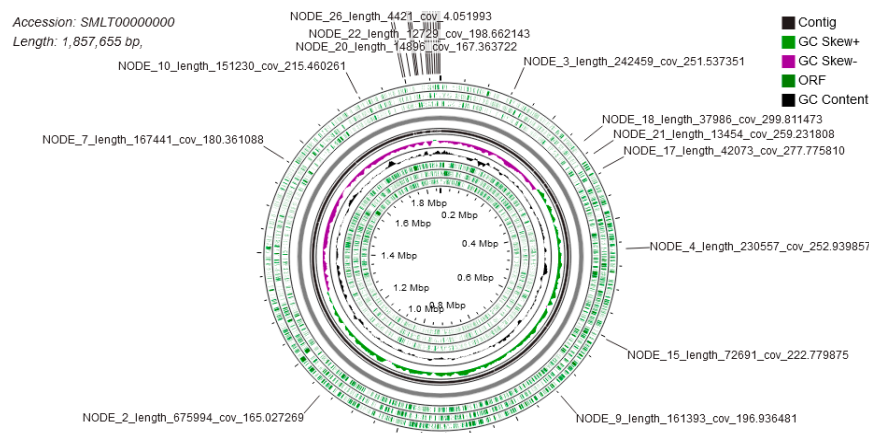 Accession: SMLT00000000
Length: 1,857,655 bp,
NODE_26_length_4421_cov_4.051993
NODE_22_length_12729_cov_198.662143
NODE_20_length_14896_cov_167.363722
NODE_10_length_151230_cov_215.460261
NODE_3_length_242459_cov_251.537351
Contig
GC Skew+
GC Skew-
ORF
GC Content
NODE_18_length_37986_cov_299.811473
NODE_21_length_13454_cov_259.231808
NODE_17_length_42073_cov_277.775810
NODE_7_length_167441_cov_180.361088
1.8 Mbp
0.2 Mbp
1.6 Mbp
0.4 Mbp
1.4 Mbp
0.6 Mbp
1.2 Mbp
0.8 Mbp
1.0 Mbp
NODE_4_length_230557_cov_252.939857
NODE_15_length_72691_cov_222.779875
NODE_2_length_675994_cov_165.027269
NODE_9_length_161393_cov_196.936481